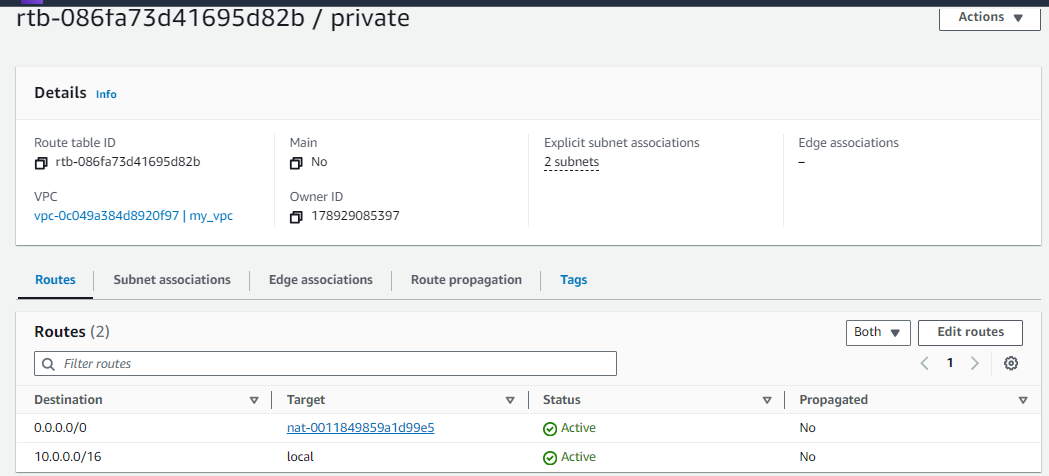 rtb-086fa73d41695d82b / private
Actions
Details Info
Route table ID
rtb-086fa73d41695d82b
Main
No
Explicit subnet associations
2 subnets
Edge associations
–
VPC
vpc-0c049a384d8920f97 | my_vpc
Owner ID
178929085397
Routes
Subnet associations
Edge associations
Route propagation
Tags
Routes (2)
Both
Edit routes
Filter routes
1
Destination Target Status Propagated
0.0.0.0/0 nat-0011849859a1d99e5 Active No
10.0.0.0/16 local Active No